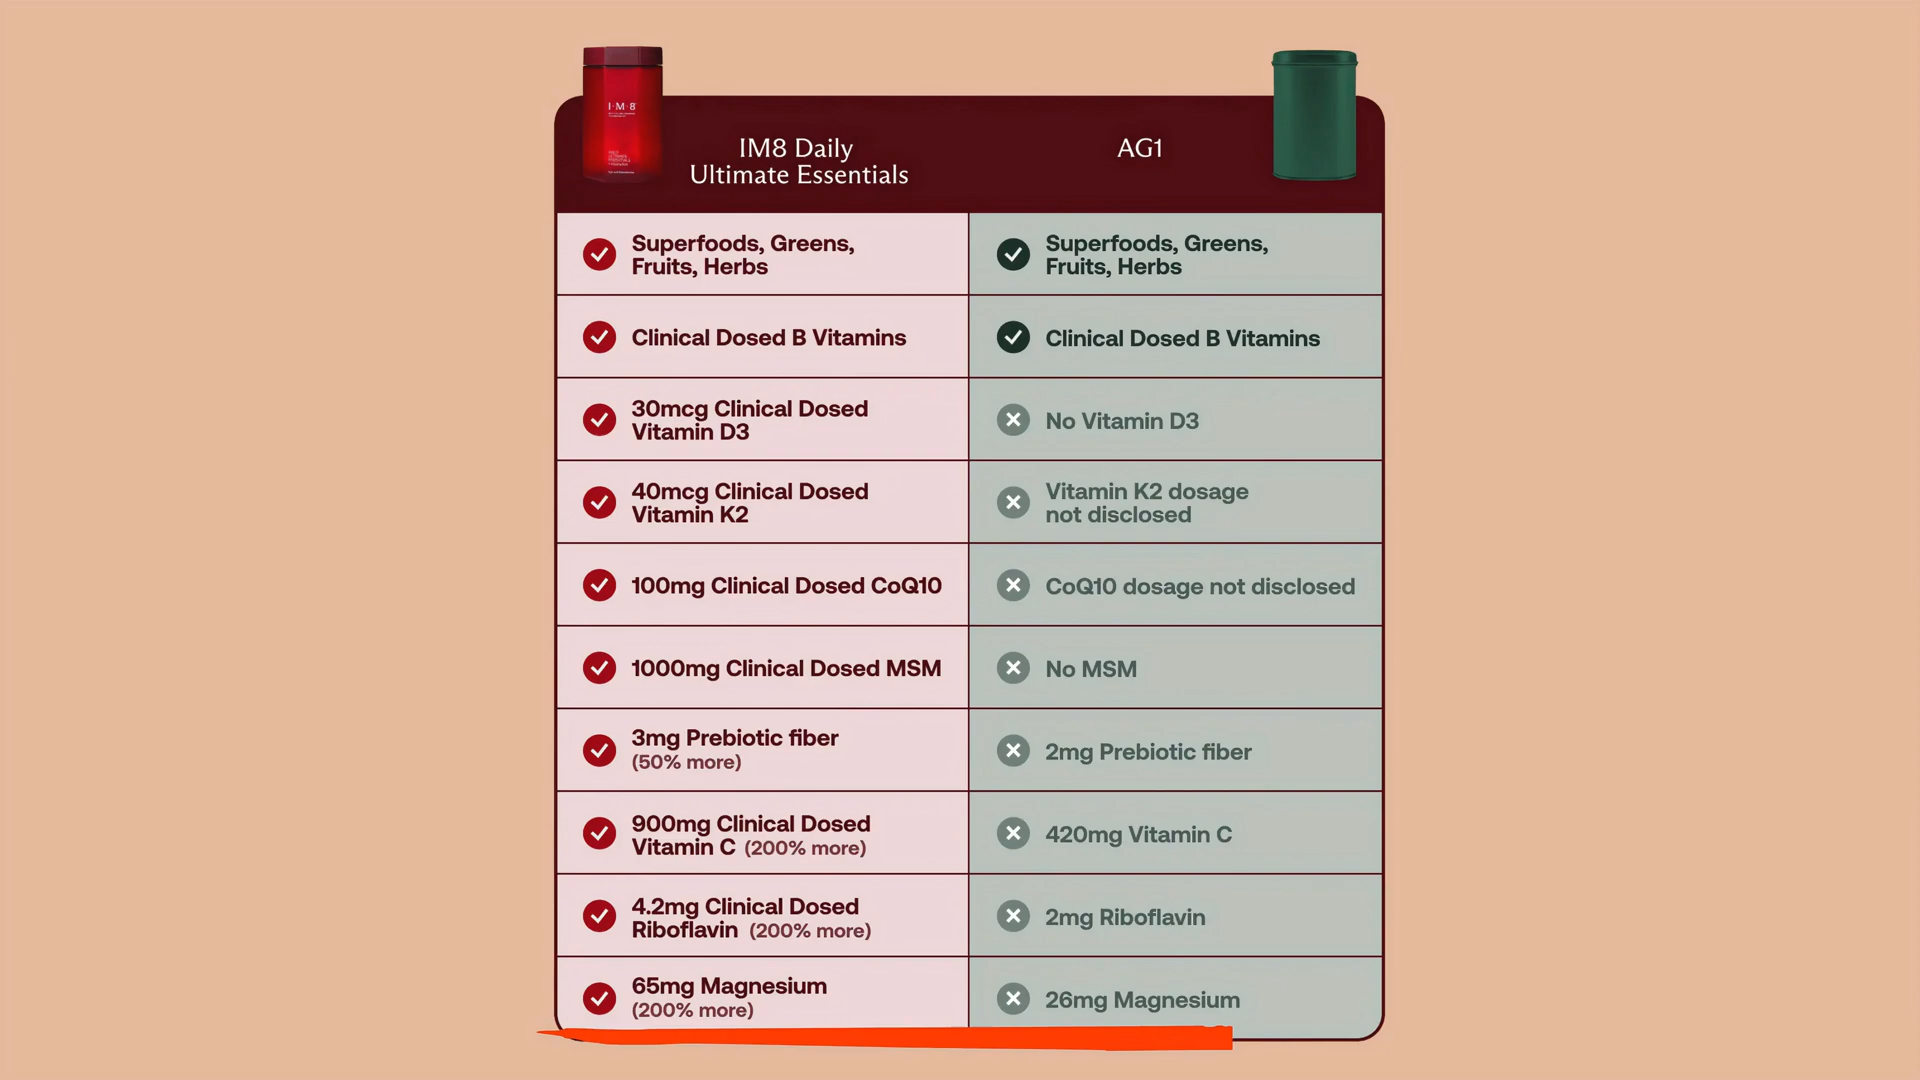 I·M·8
IM8 Daily
Ultimate Essentials
AG1
Superfoods, Greens,
Fruits, Herbs
Superfoods, Greens,
Fruits, Herbs
Clinical Dosed B Vitamins
Clinical Dosed B Vitamins
30mcg Clinical Dosed
Vitamin D3
No Vitamin D3
40mcg Clinical Dosed
Vitamin K2
Vitamin K2 dosage
not disclosed
100mg Clinical Dosed CoQ10
CoQ10 dosage not disclosed
1000mg Clinical Dosed MSM
No MSM
3mg Prebiotic fiber
(50% more)
2mg Prebiotic fiber
900mg Clinical Dosed
Vitamin C (200% more)
420mg Vitamin C
4.2mg Clinical Dosed
Riboflavin (200% more)
2mg Riboflavin
65mg Magnesium
(200% more)
26mg Magnesium